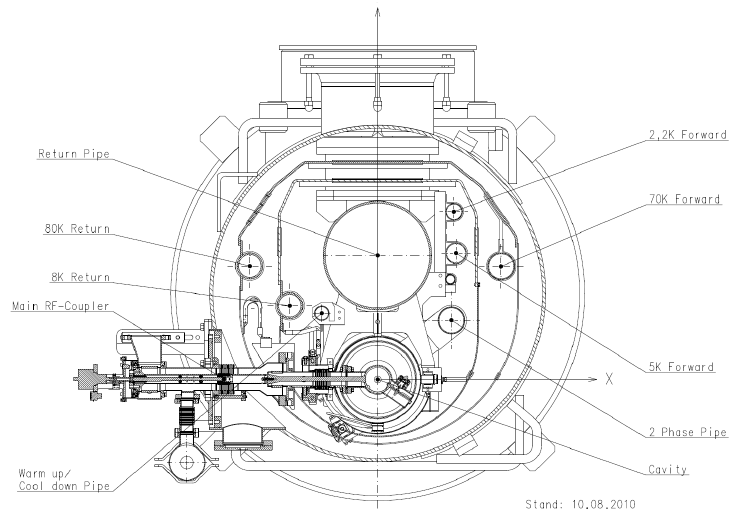 2,2K Forward
Return Pipe
70K Forward
80K Return
8K Return
Main RF-Coupler
X
5K Forward
2 Phase Pipe
Cavity
Warm up/
Cool down Pipe
Stand: 10.08.2010